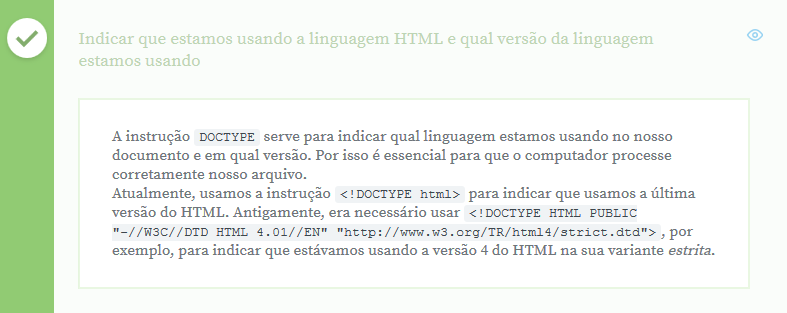 Indicar que estamos usando a linguagem HTML e qual versão da linguagem
estamos usando
A instrução DOCTYPE serve para indicar qual linguagem estamos usando no nosso
documento e em qual versão. Por isso é essencial para que o computador processe
corretamente nosso arquivo.
Atualmente, usamos a instrução <!DOCTYPE html> para indicar que usamos a última
versão do HTML. Antigamente, era necessário usar <!DOCTYPE HTML PUBLIC
"-//W3C//DTD HTML 4.01//EN" "http://www.w3.org/TR/html4/strict.dtd">, por
exemplo, para indicar que estávamos usando a versão 4 do HTML na sua variante estrita.